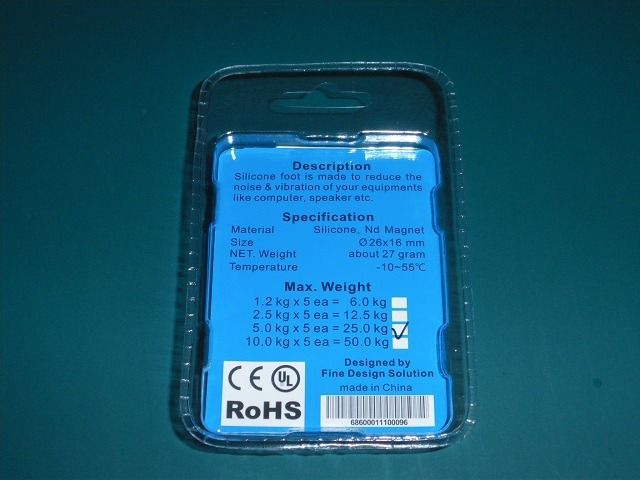 Description
Silicone foot is made to reduce the
noise & vibration of your equipments
like computer, speaker etc.
Specification
Material Silicone, Nd Magnet
Size Ø26x16 mm
NET. Weight about 27 gram
Temperature -10~55℃
Max. Weight
1.2 kg x 5 ea = 6.0 kg
2.5 kg x 5 ea = 12.5 kg
5.0 kg x 5 ea = 25.0 kg
10.0 kg x 5 ea = 50.0 kg
Designed by
Fine Design Solution
made in China
CE UL
RoHS
68600011100096